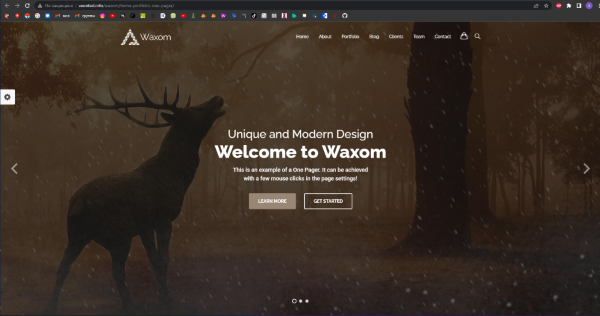 Не защищено
Waxom
Home About Portfolio Blog Clients Team Contact
Unique and Modern Design
Welcome to Waxom
This is an example of a One Pager. It can be achieved
with a few mouse clicks in the page settings!
LEARN MORE GET STARTED